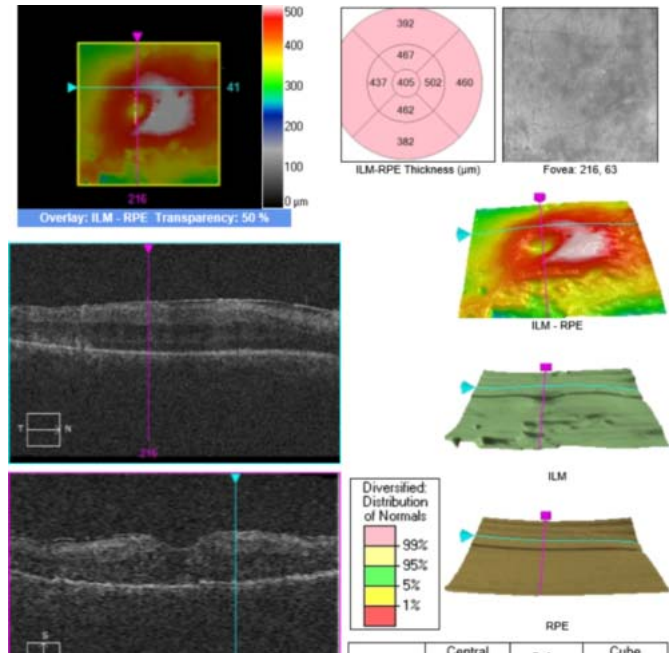 500
400
300
200
100
0 µm
41
216
Overlay: ILM - RPE Transparency: 50 %
392
467
437 405 502 460
462
382
ILM-RPE Thickness (µm)
Fovea: 216, 63
ILM - RPE
T N
216
ILM
Diversified:
Distribution
of Normals
99%
95%
5%
1%
RPE
S
Central
Cube